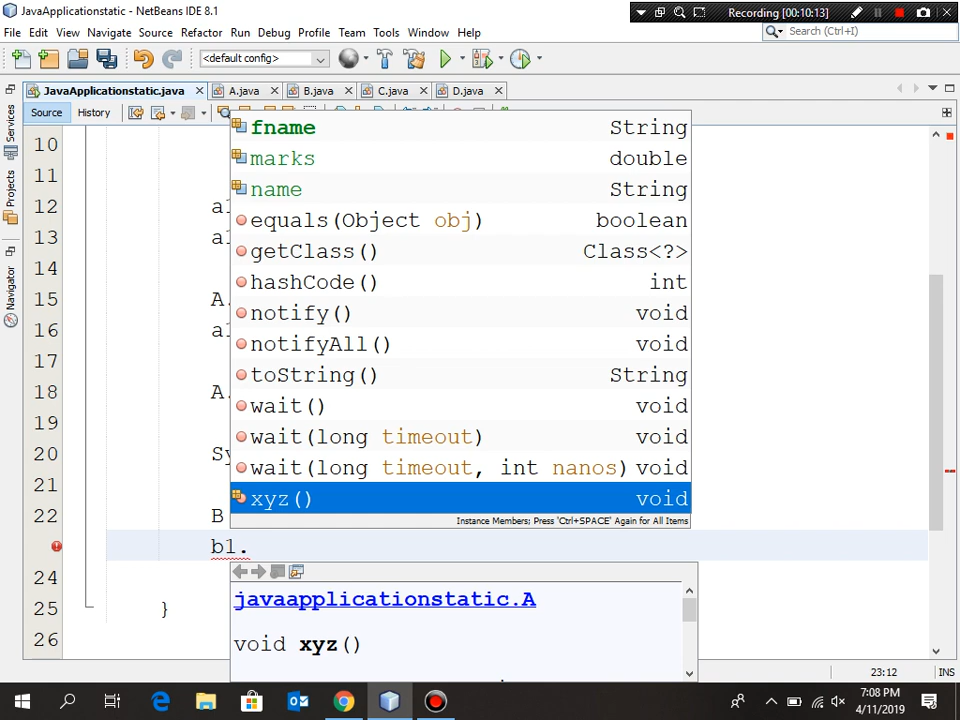 JavaApplicationstatic - NetBeans IDE 8.1
Recording [00:10:13]
File Edit View Navigate Source Refactor Run Debug Profile Team Tools Window Help
Search (Ctrl+I)
<default config>
JavaApplicationstatic.java A.java B.java C.java D.java
Source History
Services
Projects
Navigator
10
11
12 a
13 a
14
15 A.
16 a
17
18 A.
19
20 Sy
21
22 B
b1.
24
25 }
26
fname String
marks double
name String
equals(Object obj) boolean
getClass() Class<?>
hashCode() int
notify() void
notifyAll() void
toString() String
wait() void
wait(long timeout) void
wait(long timeout, int nanos) void
xyz() void
Instance Members; Press 'Ctrl+SPACE' Again for All Items
javaapplicationstatic.A
void xyz()
23:12 INS
7:08 PM
4/11/2019